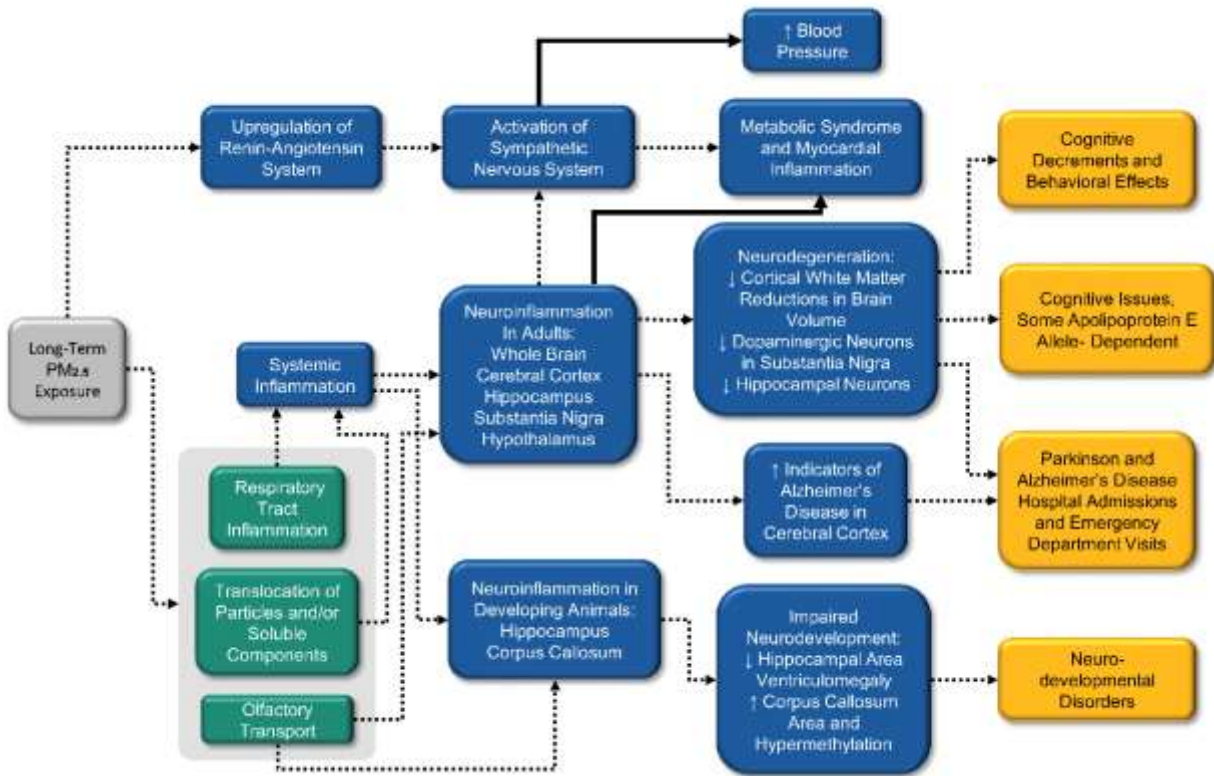 ↑ Blood
Pressure
Upregulation of
Renin-Angiotensin
System
Activation of
Sympathetic
Nervous System
Metabolic Syndrome
and Myocardial
Inflammation
Cognitive
Decrements and
Behavioral Effects
Long-Term
PM2.5
Exposure
Systemic
Inflammation
Neuroinflammation
In Adults:
Whole Brain
Cerebral Cortex
Hippocampus
Substantia Nigra
Hypothalamus
Neurodegeneration:
↓ Cortical White Matter
Reductions in Brain
Volume
↓ Dopaminergic Neurons
in Substantia Nigra
↓ Hippocampal Neurons
Cognitive Issues,
Some Apolipoprotein E
Allele- Dependent
Respiratory
Tract
Inflammation
↑ Indicators of
Alzheimer's
Disease in
Cerebral Cortex
Parkinson and
Alzheimer's Disease
Hospital Admissions
and Emergency
Department Visits
Translocation of
Particles and/or
Soluble
Components
Neuroinflammation in
Developing Animals:
Hippocampus
Corpus Callosum
Impaired
Neurodevelopment:
↓ Hippocampal Area
Ventriculomegaly
↑ Corpus Callosum
Area and
Hypermethylation
Neuro-
developmental
Disorders
Olfactory
Transport